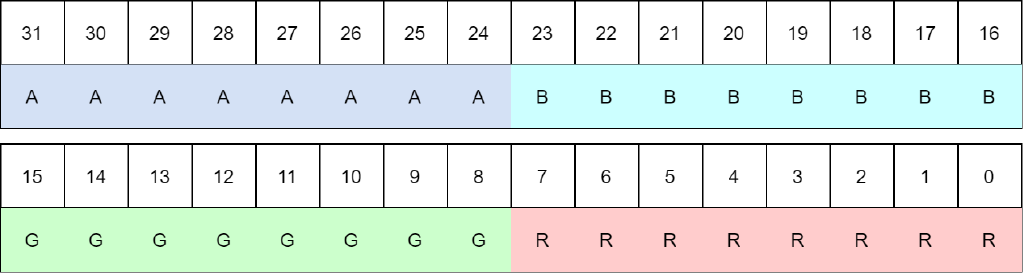 31 30 29 28 27 26 25 24 23 22 21 20 19 18 17 16
A A A A A A A A B B B B B B B B
15 14 13 12 11 10 9 8 7 6 5 4 3 2 1 0
G G G G G G G G R R R R R R R R